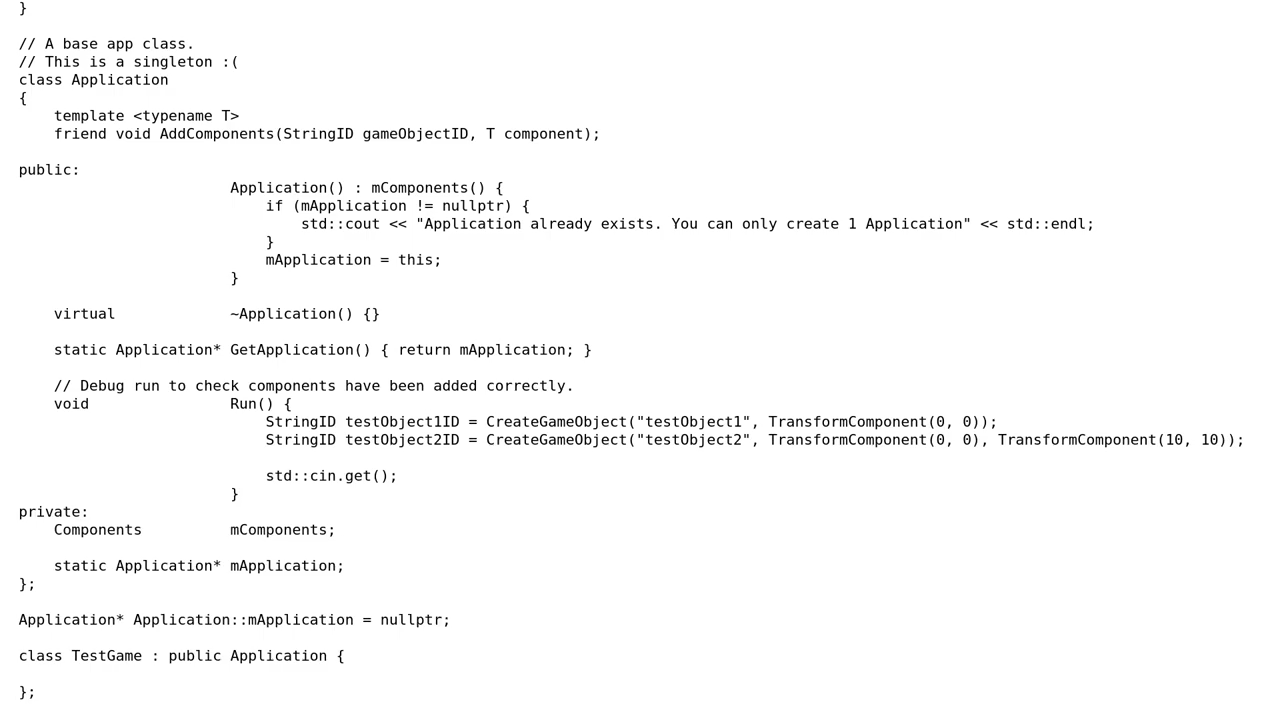 }
// A base app class.
// This is a singleton :(
class Application
{
    template <typename T>
    friend void AddComponents(StringID gameObjectID, T component);
public:
                        Application() : mComponents() {
                            if (mApplication != nullptr) {
                                std::cout << "Application already exists. You can only create 1 Application" << std::endl;
                            }
                            mApplication = this;
                        }
    virtual             ~Application() {}
    static Application* GetApplication() { return mApplication; }
    // Debug run to check components have been added correctly.
    void                Run() {
                            StringID testObject1ID = CreateGameObject("testObject1", TransformComponent(0, 0));
                            StringID testObject2ID = CreateGameObject("testObject2", TransformComponent(0, 0), TransformComponent(10, 10));
                            std::cin.get();
                        }
private:
    Components          mComponents;
    static Application* mApplication;
};
Application* Application::mApplication = nullptr;
class TestGame : public Application {
};